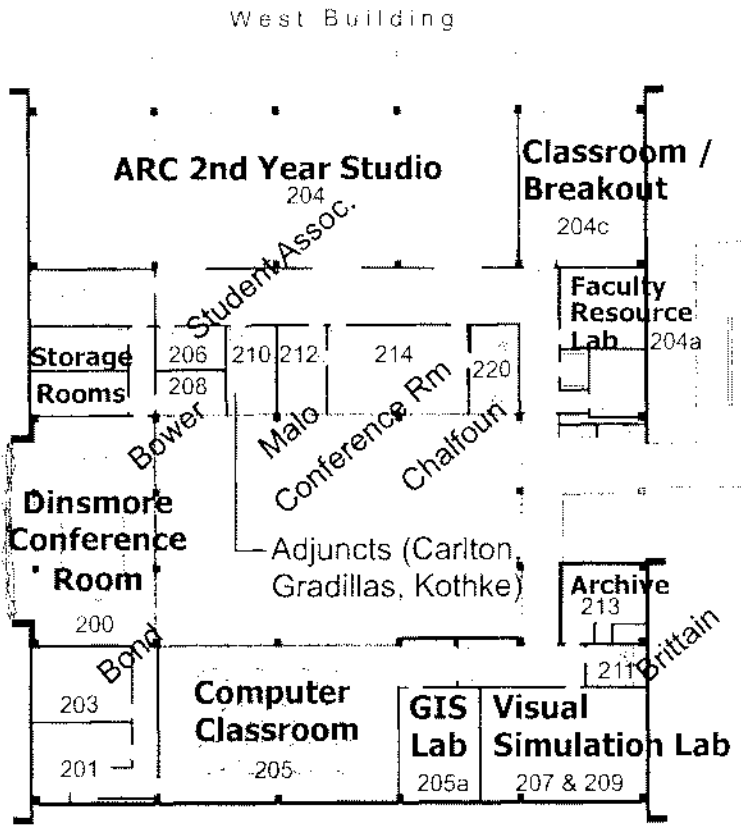 West Building
ARC 2nd Year Studio
204
Classroom /
Breakout
204c
Student Assoc.
Faculty
Resource
Lab
204a
Storage
Rooms
206
208
210
212
214
220
Bower
Malo
Conference Rm
Chalfoun
Dinsmore
Conference
Room
200
Adjuncts (Carlton,
Gradillas, Kothke)
Archive
213
211
Brittain
Bond
203
201
Computer
Classroom
205
GIS
Lab
205a
Visual
Simulation Lab
207 & 209